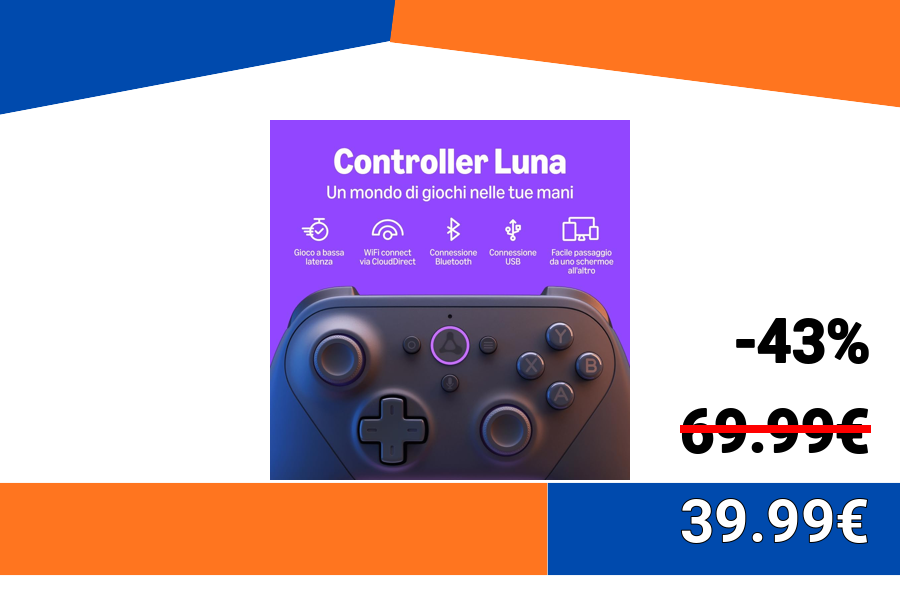 Controller Luna
Un mondo di giochi nelle tue mani
Gioco a bassa
latenza
WiFi connect
via CloudDirect
Connessione
Bluetooth
Connessione
USB
Facile passaggio
da uno schermoe
all'altro
Y
X
B
A
-43%
69.99€
39.99€